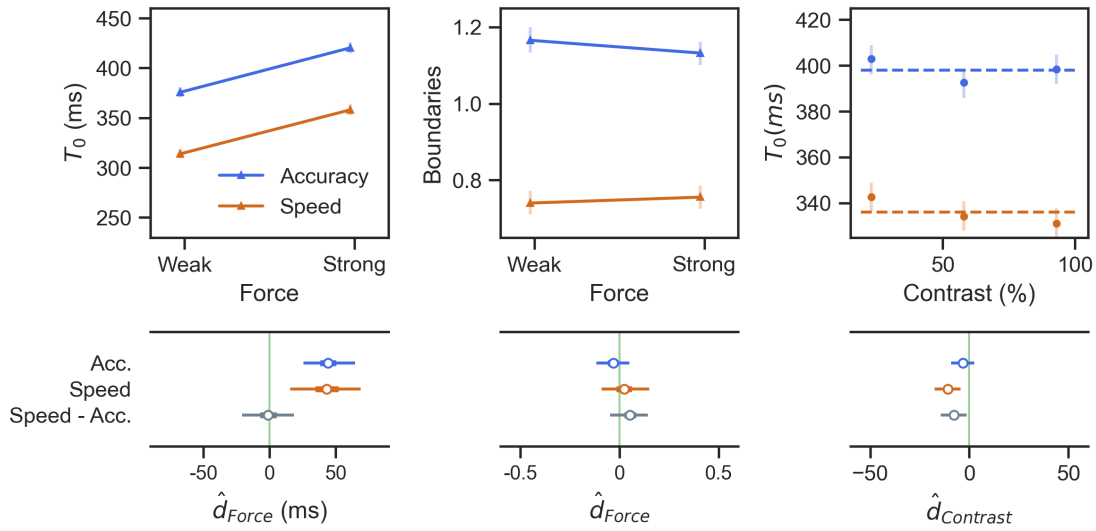 450
400
350
300
250
T₀ (ms)
Accuracy
Speed
Weak
Strong
Force
1.2
1.0
0.8
Boundaries
Weak
Strong
Force
420
400
380
360
340
T₀(ms)
50
100
Contrast (%)
Acc.
Speed
Speed - Acc.
-50
0
50
d̂Force (ms)
-0.5
0
0.5
d̂Force
−50
0
50
d̂Contrast